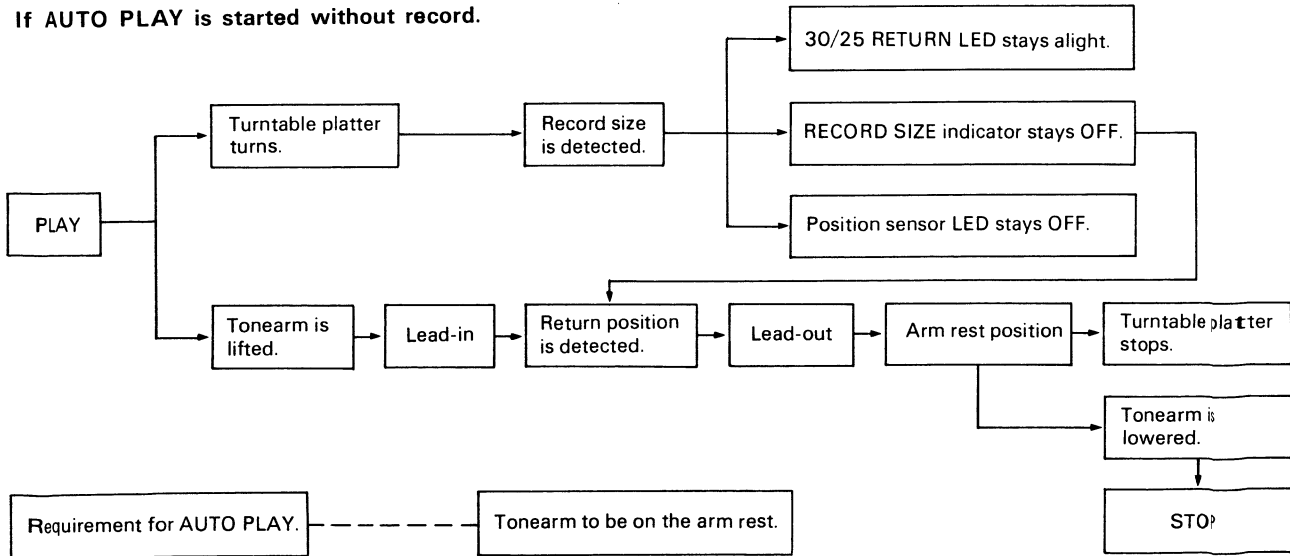 If AUTO PLAY is started without record.
30/25 RETURN LED stays alight.
Turntable platter
turns.
Record size
is detected.
RECORD SIZE indicator stays OFF.
PLAY
Position sensor LED stays OFF.
Tonearm is
lifted.
Lead-in
Return position
is detected.
Lead-out
Arm rest position
Turntable platter
stops.
Tonearm is
lowered.
Requirement for AUTO PLAY.
Tonearm to be on the arm rest.
STOP